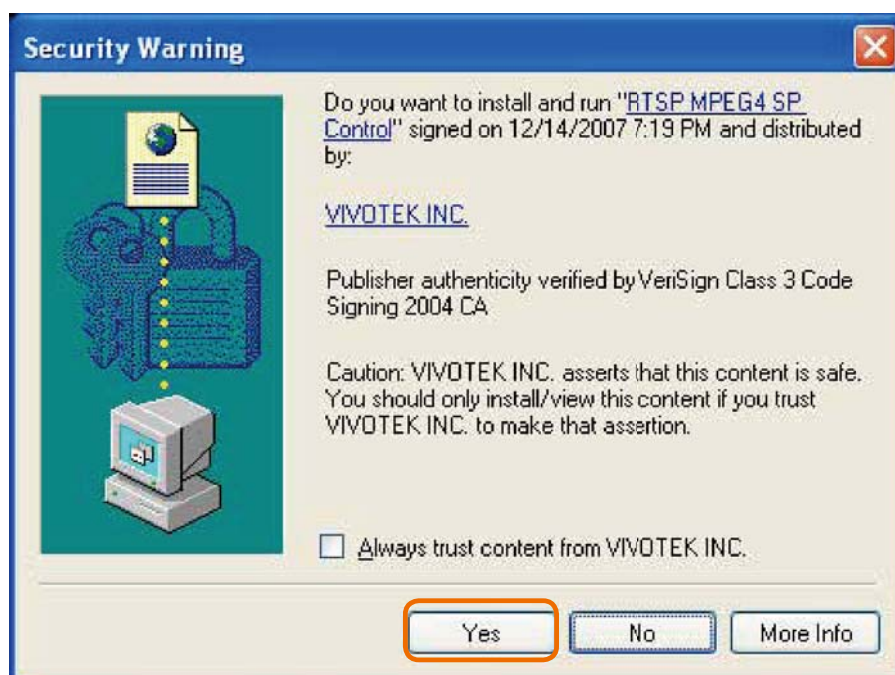 Security Warning
Do you want to install and run "RTSP MPEG4 SP
Control" signed on 12/14/2007 7:19 PM and distributed
by:
VIVOTEK INC.
Publisher authenticity verified by VeriSign Class 3 Code
Signing 2004 CA
Caution: VIVOTEK INC. asserts that this content is safe.
You should only install/view this content if you trust
VIVOTEK INC. to make that assertion.
Always trust content from VIVOTEK INC.
Yes No More Info